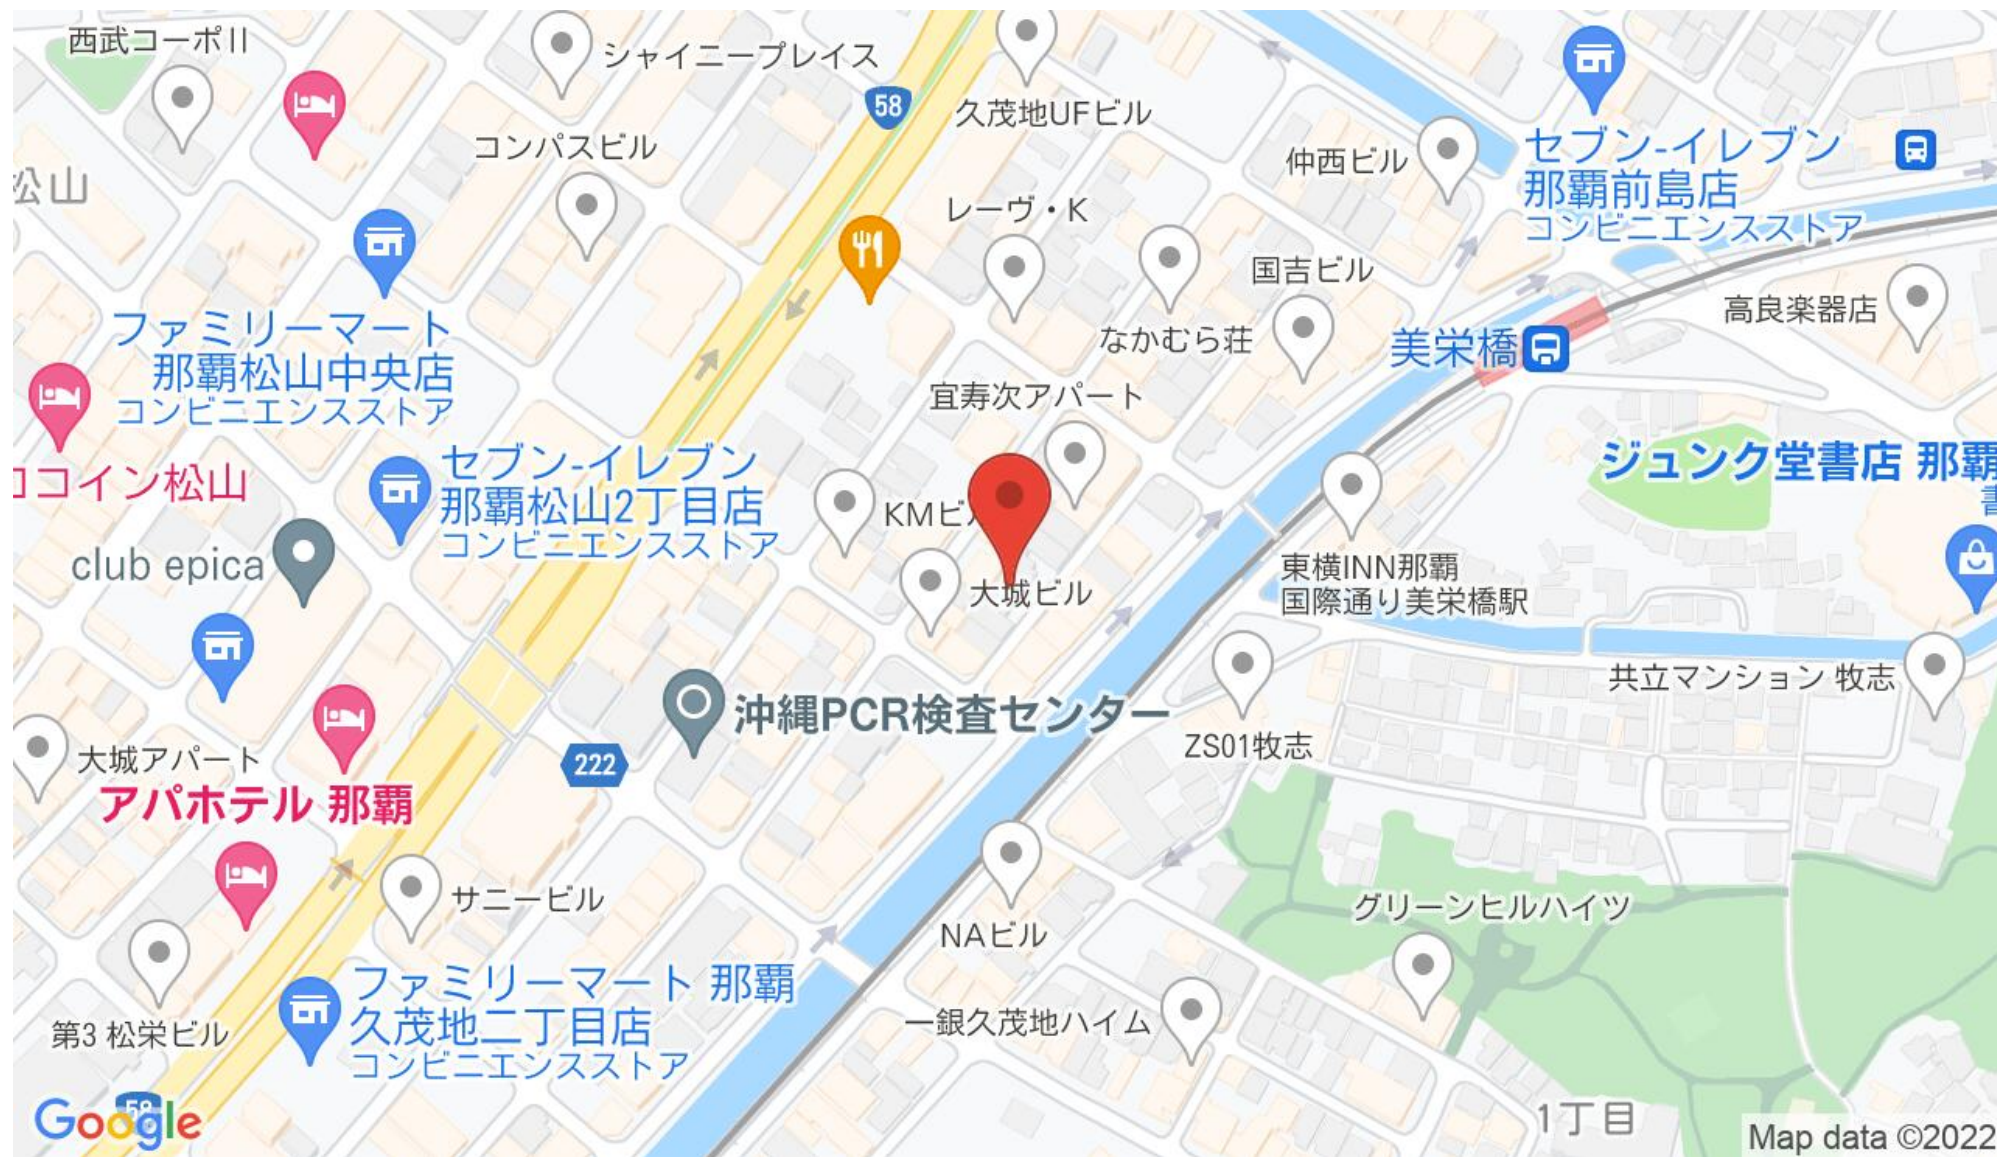 西武コーポII
シャイニープレイス
58
久茂地UFビル
コンパスビル
仲西ビル
セブン-イレブン
那覇前島店
コンビニエンスストア
松山
レーヴ・K
国吉ビル
高良楽器店
ファミリーマート
那覇松山中央店
コンビニエンスストア
なかむら荘
美栄橋
宜寿次アパート
ココイン松山
セブン-イレブン
那覇松山2丁目店
コンビニエンスストア
ジュンク堂書店 那覇
書
KMビル
club epica
大城ビル
東横INN那覇
国際通り美栄橋駅
共立マンション 牧志
沖縄PCR検査センター
ZS01牧志
大城アパート
222
アパホテル 那覇
サニービル
グリーンヒルハイツ
NAビル
ファミリーマート 那覇
久茂地二丁目店
コンビニエンスストア
一銀久茂地ハイム
第3 松栄ビル
58
Google
1丁目
Map data ©2022